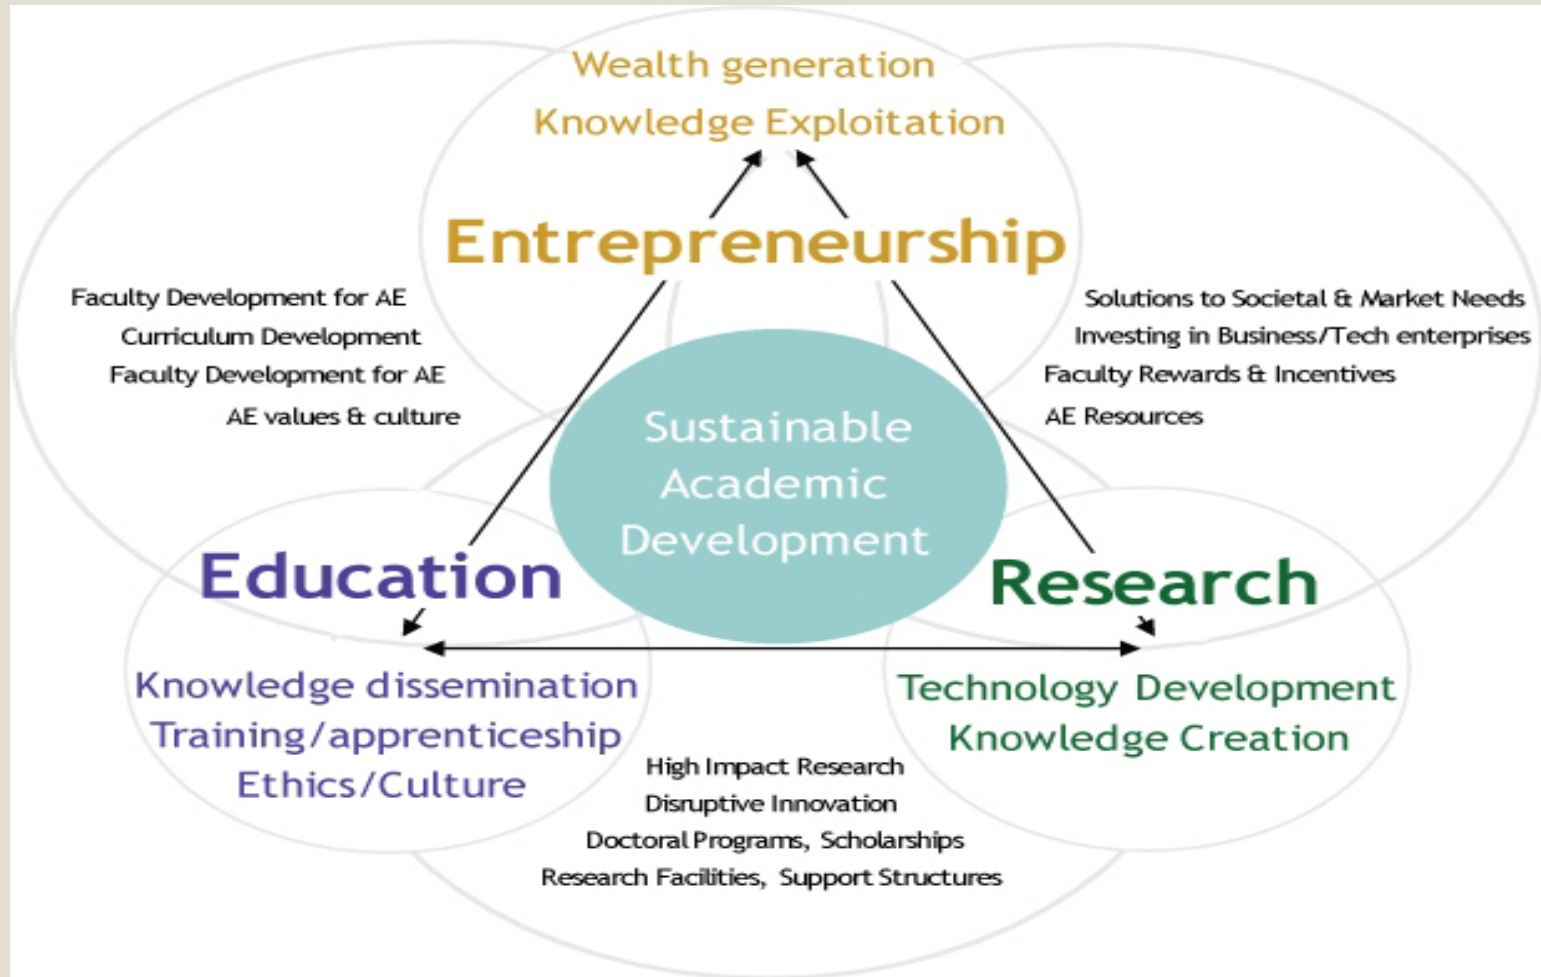 Wealth generation
Knowledge Exploitation
Entrepreneurship
Faculty Development for AE
Curriculum Development
Faculty Development for AE
AE values & culture
Solutions to Societal & Market Needs
Investing in Business/Tech enterprises
Faculty Rewards & Incentives
AE Resources
Sustainable
Academic
Development
Education
Knowledge dissemination
Training/apprenticeship
Ethics/Culture
Research
Technology Development
Knowledge Creation
High Impact Research
Disruptive Innovation
Doctoral Programs, Scholarships
Research Facilities, Support Structures